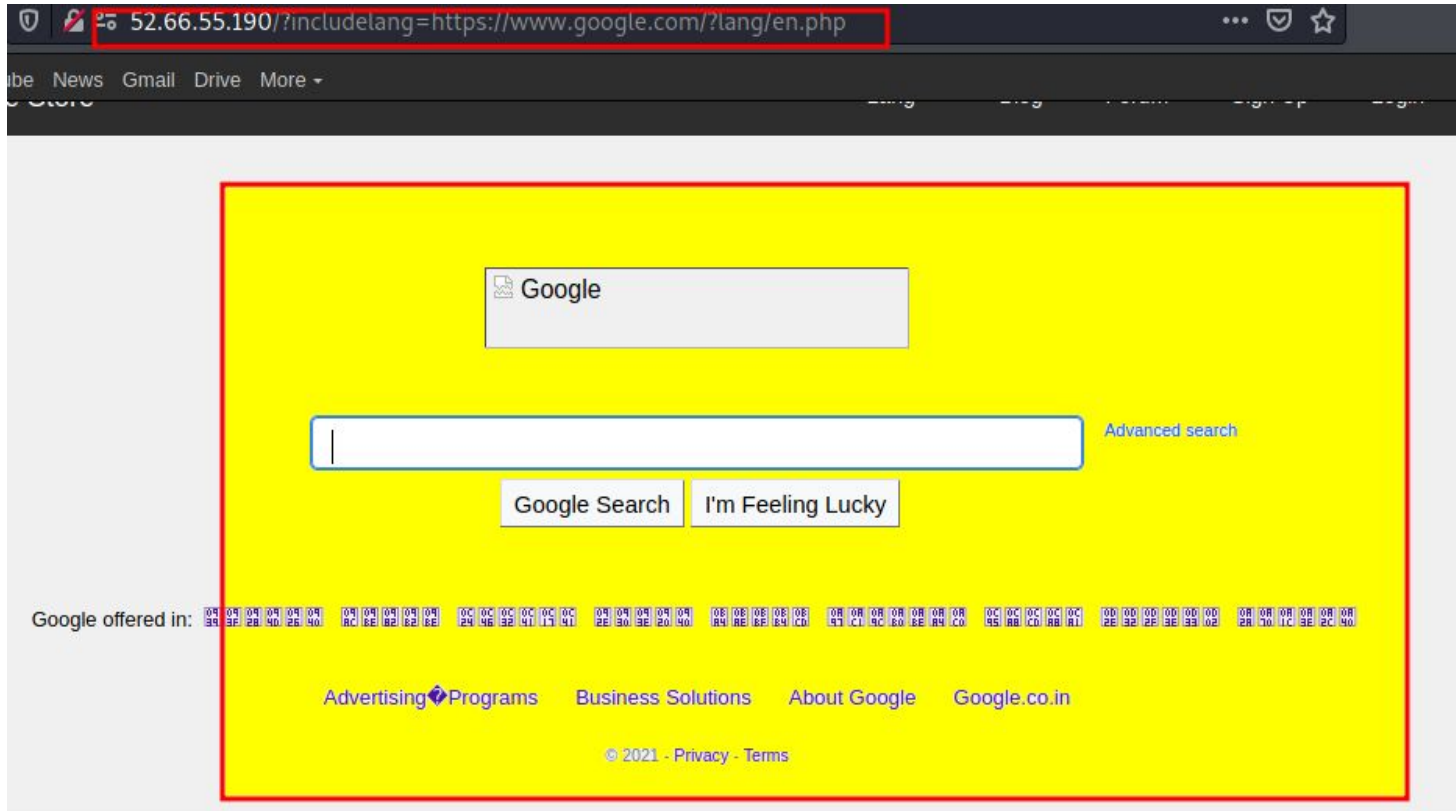 52.66.55.190/?includelang=https://www.google.com/?lang/en.php
News Gmail Drive More
Google
Advanced search
Google Search I'm Feeling Lucky
Google offered in:
Advertising�Programs Business Solutions About Google Google.co.in
© 2021 - Privacy - Terms